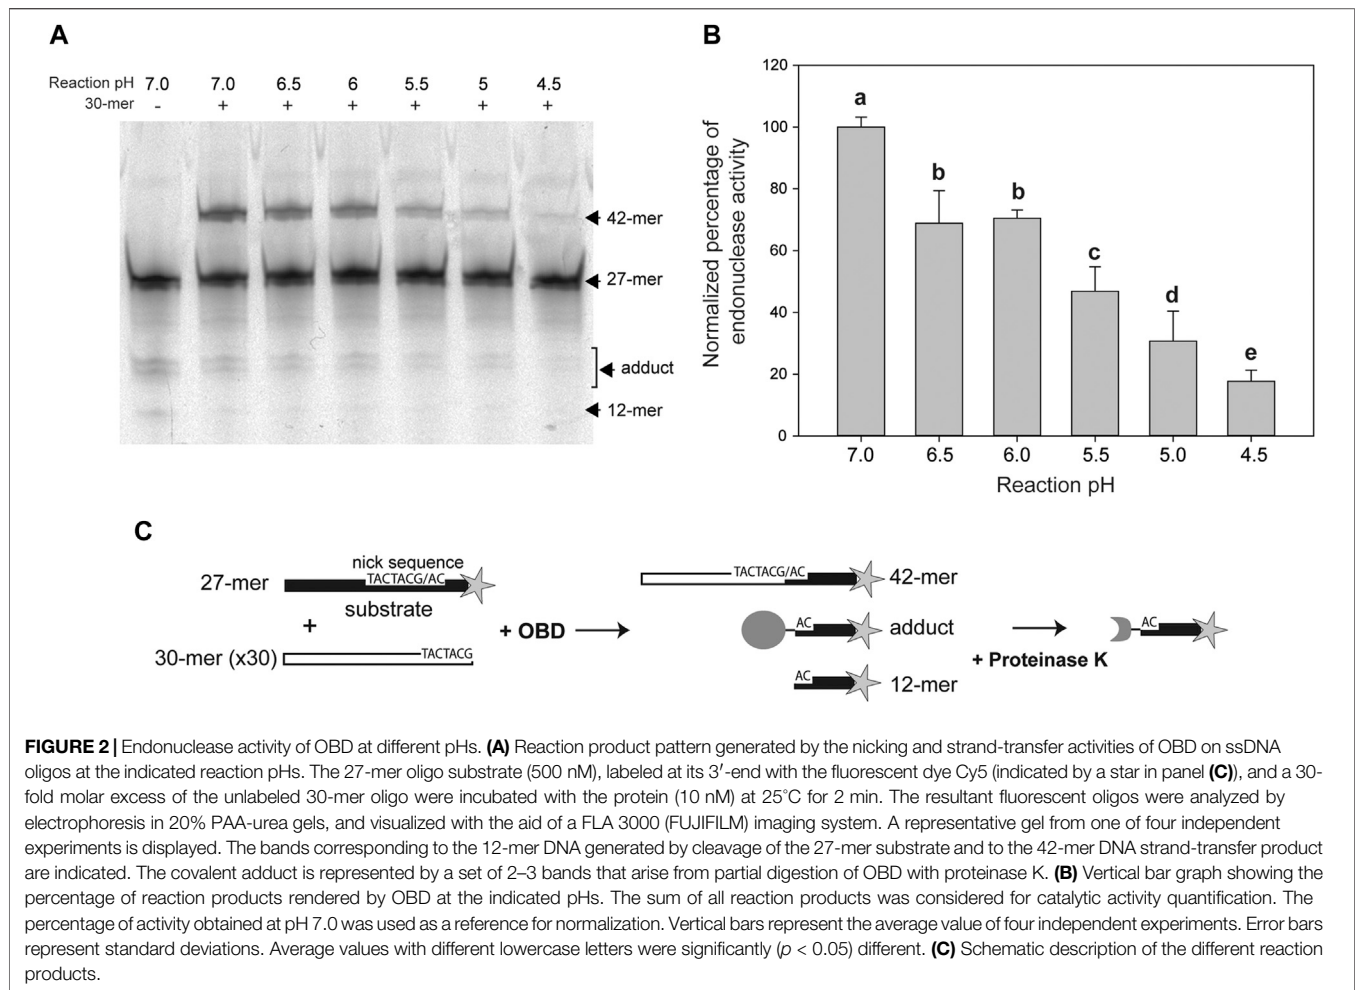 A
Reaction pH 7.0 7.0 6.5 6 5.5 5 4.5
30-mer - + + + + + +
42-mer
27-mer
adduct
12-mer
B
Normalized percentage of
endonuclease activity
120
100
80
60
40
20
0
a
b
b
c
d
e
7.0 6.5 6.0 5.5 5.0 4.5
Reaction pH
C
27-mer
nick sequence
TACTACG/AC
substrate
+
30-mer (x30)
TACTACG
+ OBD
TACTACG/AC
42-mer
AC
adduct
AC
12-mer
+ Proteinase K
AC
FIGURE 2 | Endonuclease activity of OBD at different pHs. (A) Reaction product pattern generated by the nicking and strand-transfer activities of OBD on ssDNA
oligos at the indicated reaction pHs. The 27-mer oligo substrate (500 nM), labeled at its 3′-end with the fluorescent dye Cy5 (indicated by a star in panel (C)), and a 30-
fold molar excess of the unlabeled 30-mer oligo were incubated with the protein (10 nM) at 25°C for 2 min. The resultant fluorescent oligos were analyzed by
electrophoresis in 20% PAA-urea gels, and visualized with the aid of a FLA 3000 (FUJIFILM) imaging system. A representative gel from one of four independent
experiments is displayed. The bands corresponding to the 12-mer DNA generated by cleavage of the 27-mer substrate and to the 42-mer DNA strand-transfer product
are indicated. The covalent adduct is represented by a set of 2–3 bands that arise from partial digestion of OBD with proteinase K. (B) Vertical bar graph showing the
percentage of reaction products rendered by OBD at the indicated pHs. The sum of all reaction products was considered for catalytic activity quantification. The
percentage of activity obtained at pH 7.0 was used as a reference for normalization. Vertical bars represent the average value of four independent experiments. Error bars
represent standard deviations. Average values with different lowercase letters were significantly (p < 0.05) different. (C) Schematic description of the different reaction
products.